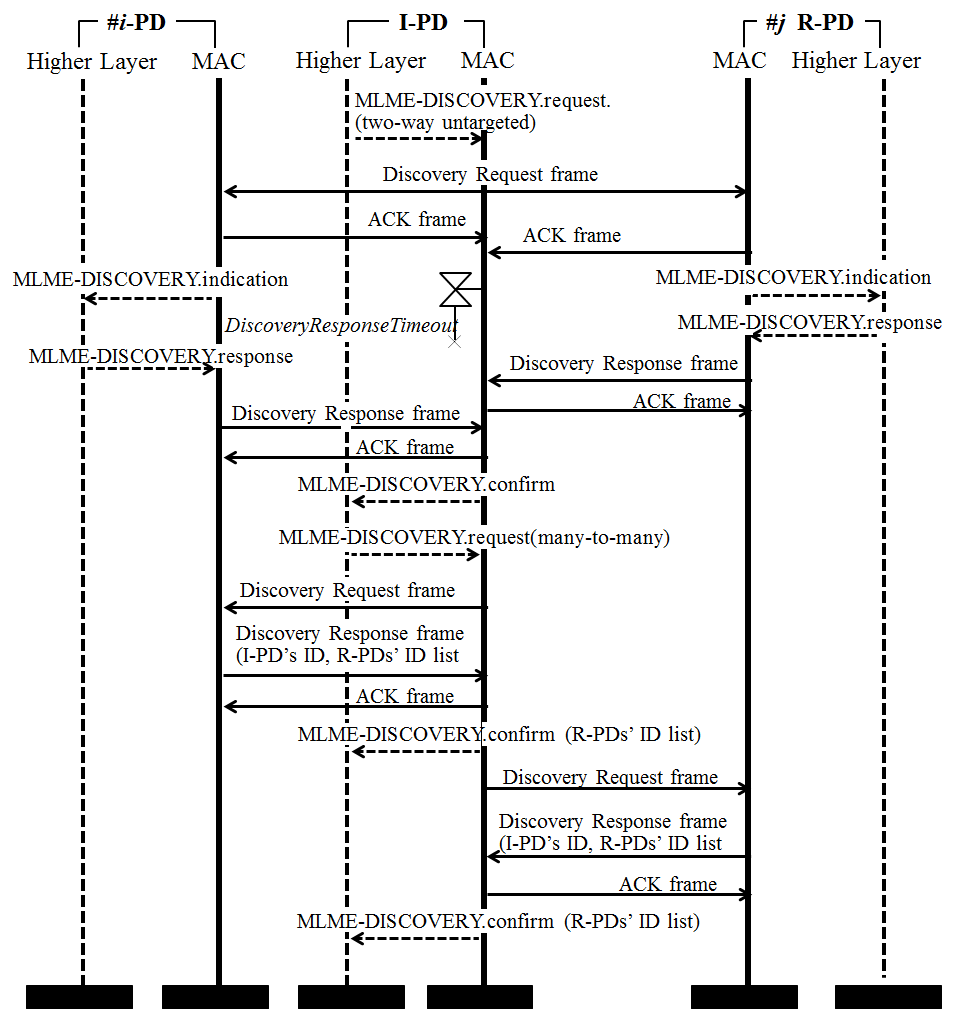 #i-PD I-PD #j R-PD
Higher Layer MAC Higher Layer MAC MAC Higher Layer
MLME-DISCOVERY.request.
(two-way untargeted)
Discovery Request frame
ACK frame
ACK frame
MLME-DISCOVERY.indication
MLME-DISCOVERY.indication
DiscoveryResponseTimeout
MLME-DISCOVERY.response
MLME-DISCOVERY.response
Discovery Response frame
ACK frame
Discovery Response frame
ACK frame
MLME-DISCOVERY.confirm
MLME-DISCOVERY.request(many-to-many)
Discovery Request frame
Discovery Response frame
(I-PD's ID, R-PDs' ID list
ACK frame
MLME-DISCOVERY.confirm (R-PDs' ID list)
Discovery Request frame
Discovery Response frame
(I-PD's ID, R-PDs' ID list
ACK frame
MLME-DISCOVERY.confirm (R-PDs' ID list)